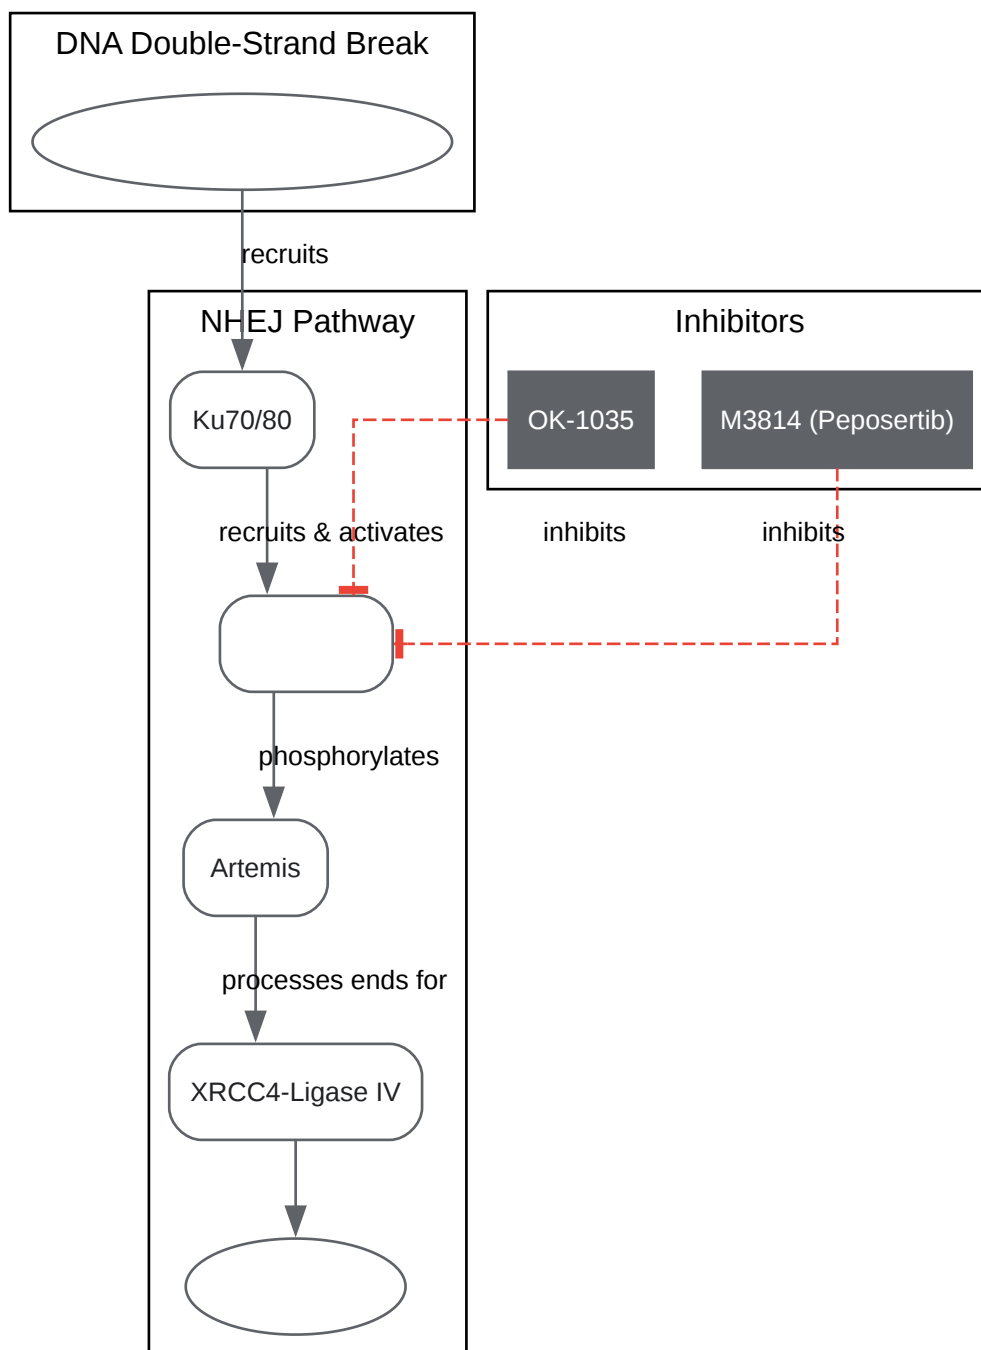 DNA Double-Strand Break
recruits
NHEJ Pathway
Inhibitors
Ku70/80
OK-1035
M3814 (Peposertib)
recruits & activates
inhibits
inhibits
phosphorylates
Artemis
processes ends for
XRCC4-Ligase IV